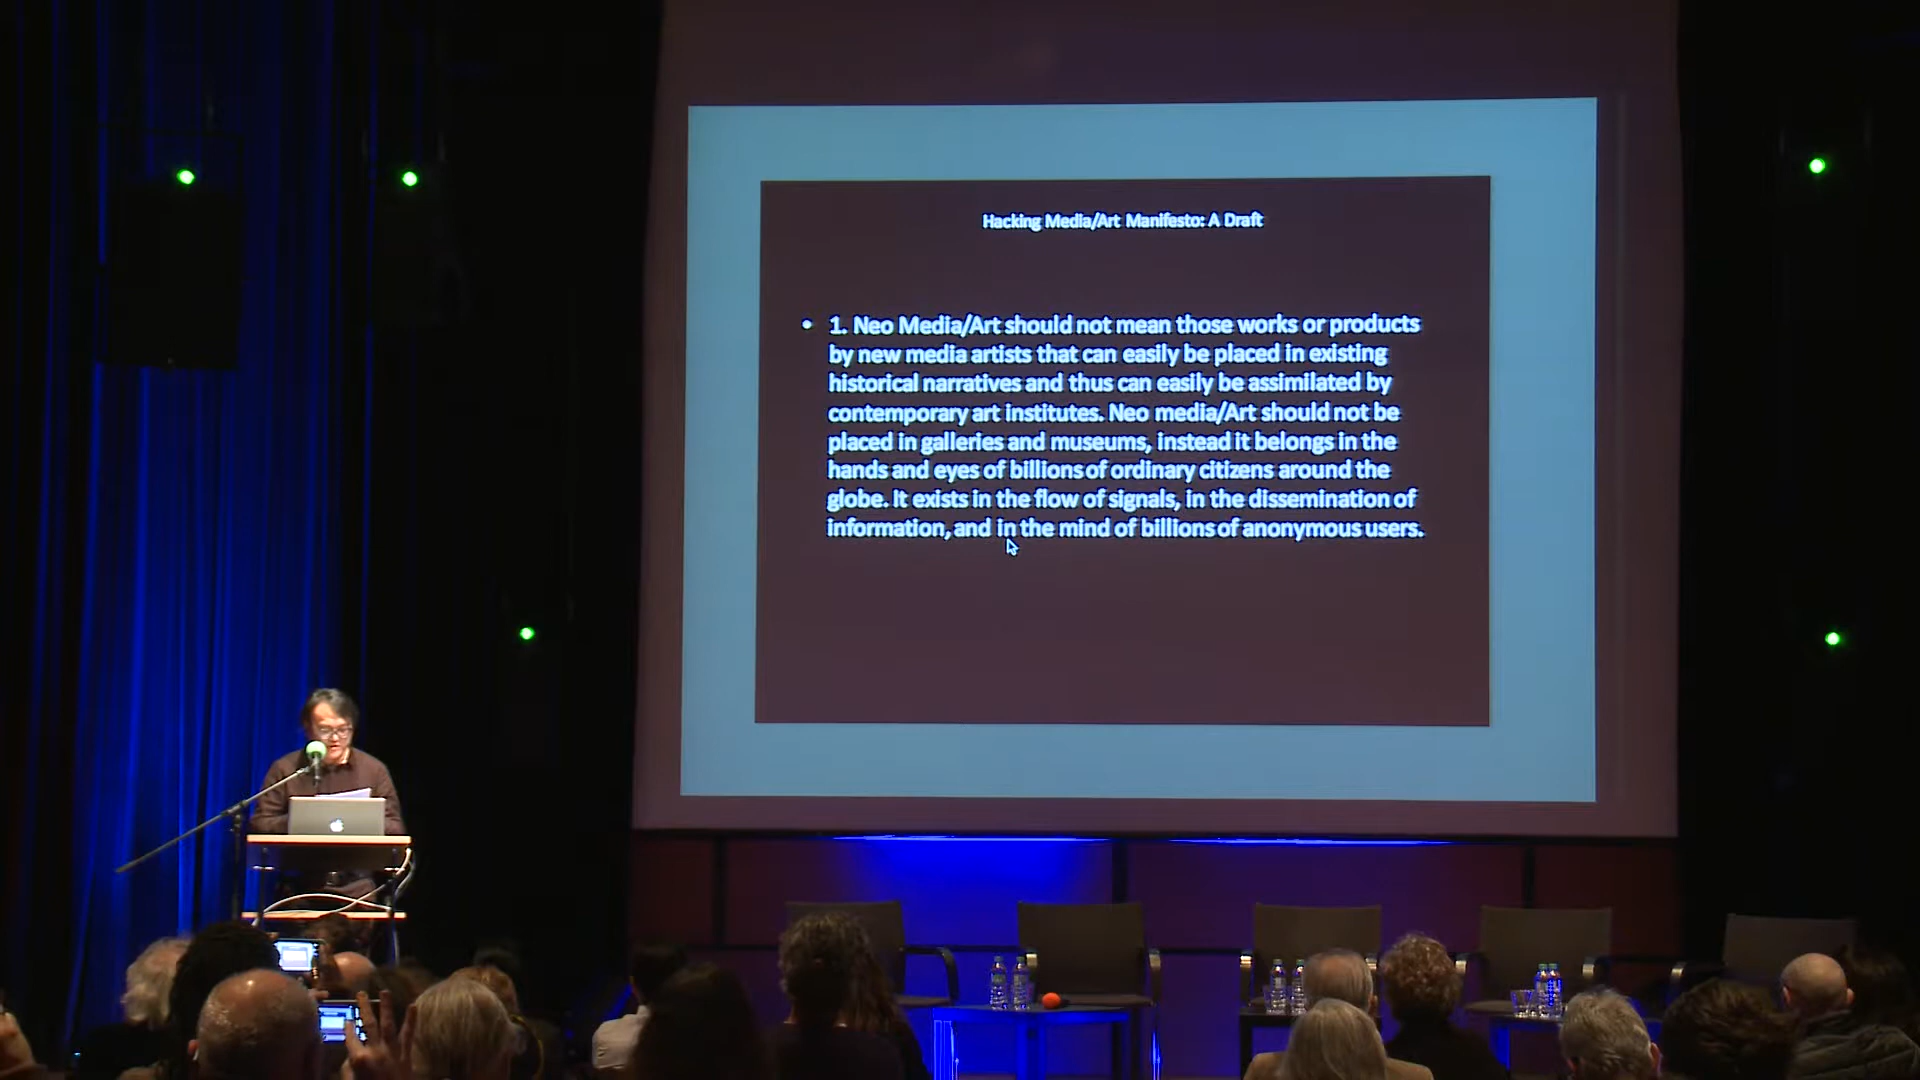 Hacking Media/Art Manifesto: A Draft
• 1. Neo Media/Art should not mean those works or products
by new media artists that can easily be placed in existing
historical narratives and thus can easily be assimilated by
contemporary art institutes. Neo media/Art should not be
placed in galleries and museums, instead it belongs in the
hands and eyes of billions of ordinary citizens around the
globe. It exists in the flow of signals, in the dissemination of
information, and in the mind of billions of anonymous users.